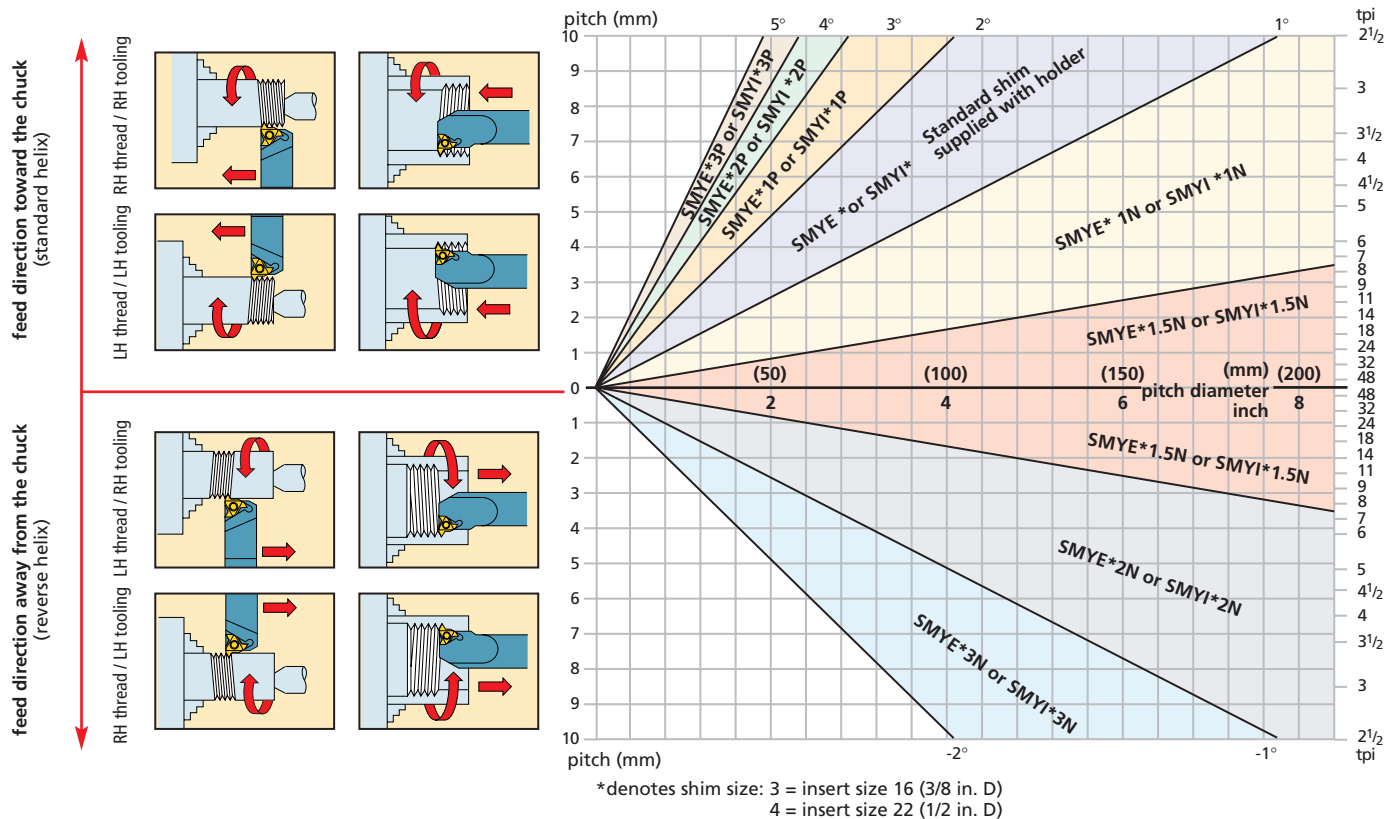 feed direction toward the chuck
(standard helix)
RH thread / RH tooling
LH thread / LH tooling
feed direction away from the chuck
(reverse helix)
LH thread / RH tooling
RH thread / LH tooling
pitch (mm)
5° 4° 3° 2° 1°
tpi
10
9
8
7
6
5
4
3
2
1
0
1
2
3
4
5
6
7
8
9
10
SMYE*3P or SMYI*3P
SMYE*2P or SMYI *2P
SMYE*1P or SMYI*1P
SMYE *or SMYI*
Standard shim
supplied with holder
SMYE* 1N or SMYI *1N
SMYE*1.5N or SMYI*1.5N
(50) (100) (150) (mm) (200)
pitch diameter
2 4 6 inch 8
SMYE*1.5N or SMYI*1.5N
SMYE*2N or SMYI*2N
SMYE*3N or SMYI*3N
2 1/2
3
3 1/2
4
4 1/2
5
6
7
8
9
11
14
18
24
32
48
48
32
24
18
14
11
9
8
7
6
5
4 1/2
4
3 1/2
3
2 1/2
pitch (mm)
-2° -1°
tpi
*denotes shim size: 3 = insert size 16 (3/8 in. D)
4 = insert size 22 (1/2 in. D)